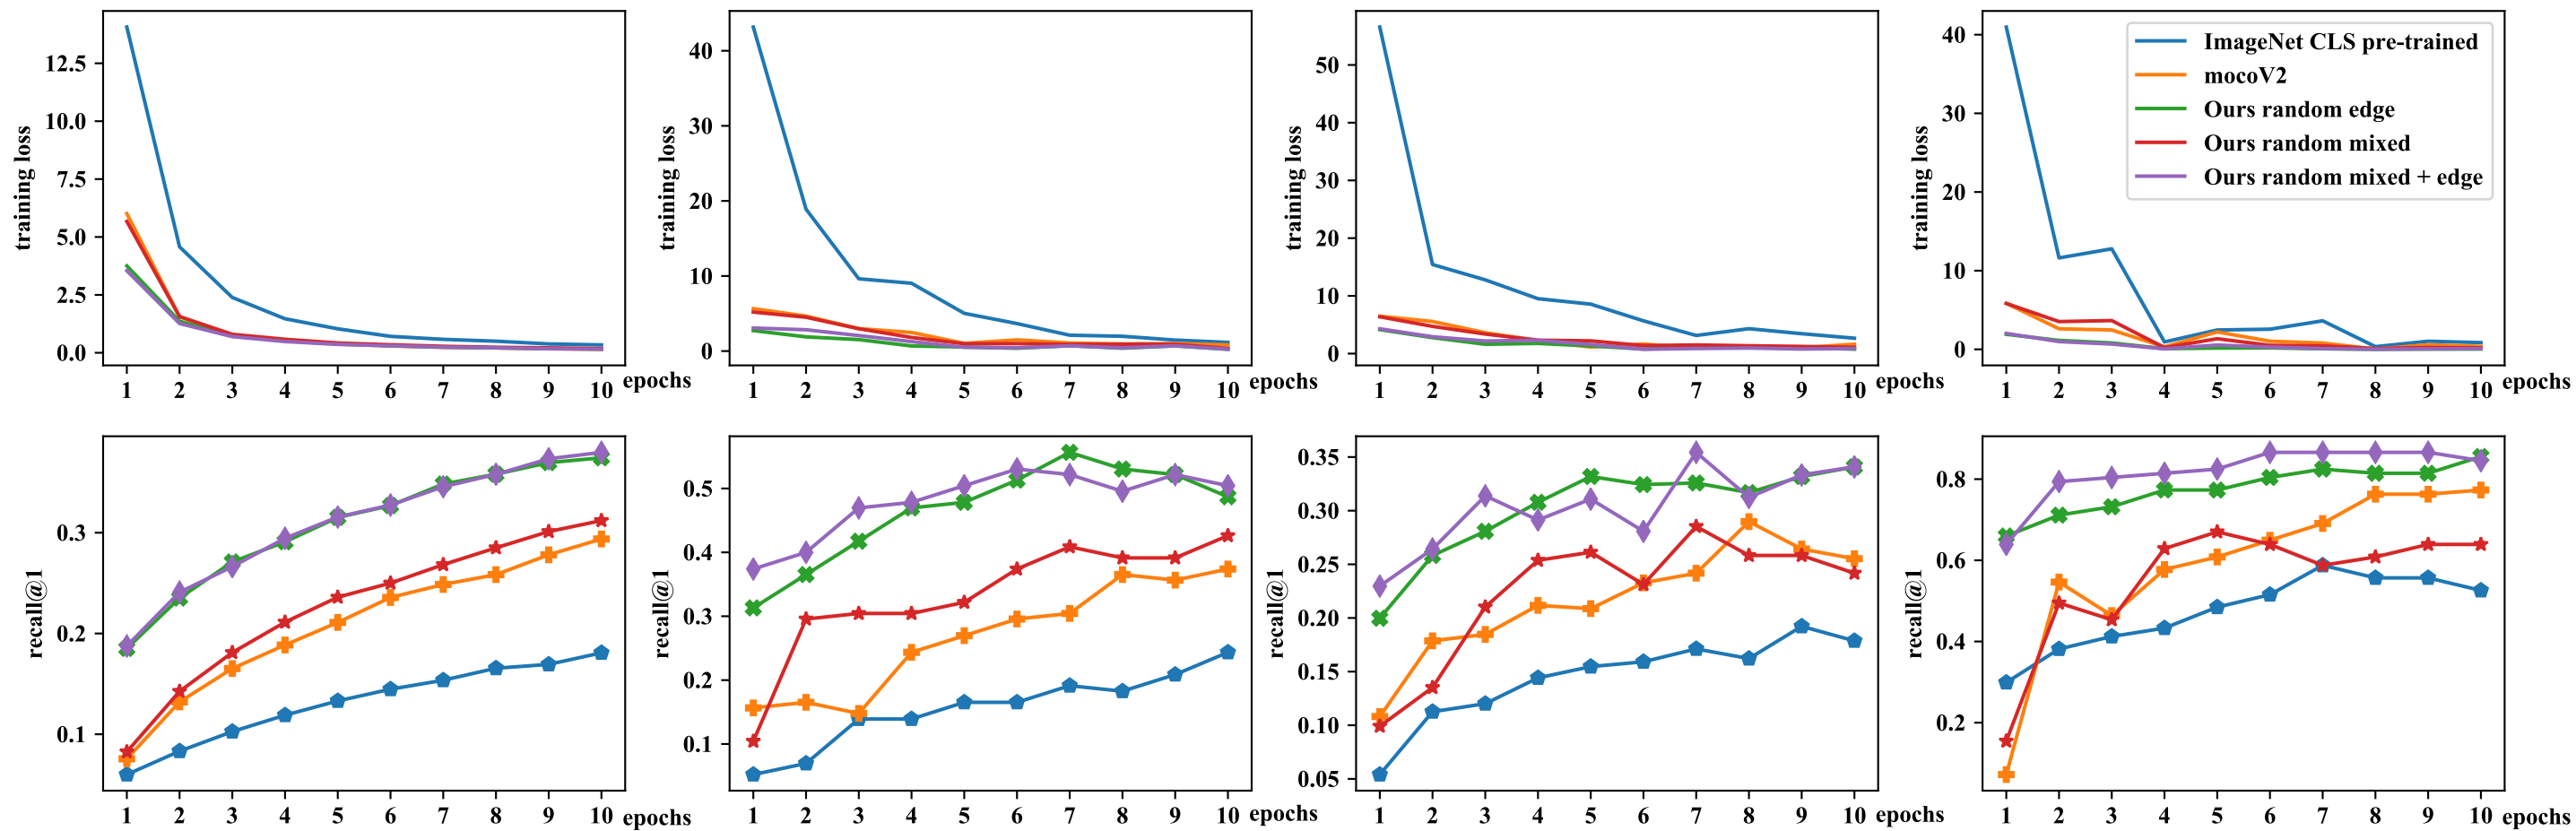 training loss
12.5
10.0
7.5
5.0
2.5
0.0
1 2 3 4 5 6 7 8 9 10 epochs
training loss
40
30
20
10
0
1 2 3 4 5 6 7 8 9 10 epochs
training loss
50
40
30
20
10
0
1 2 3 4 5 6 7 8 9 10 epochs
training loss
40
30
20
10
0
1 2 3 4 5 6 7 8 9 10 epochs
ImageNet CLS pre-trained
mocoV2
Ours random edge
Ours random mixed
Ours random mixed + edge
recall@1
0.3
0.2
0.1
1 2 3 4 5 6 7 8 9 10 epochs
recall@1
0.5
0.4
0.3
0.2
0.1
1 2 3 4 5 6 7 8 9 10 epochs
recall@1
0.35
0.30
0.25
0.20
0.15
0.10
0.05
1 2 3 4 5 6 7 8 9 10 epochs
recall@1
0.8
0.6
0.4
0.2
1 2 3 4 5 6 7 8 9 10 epochs